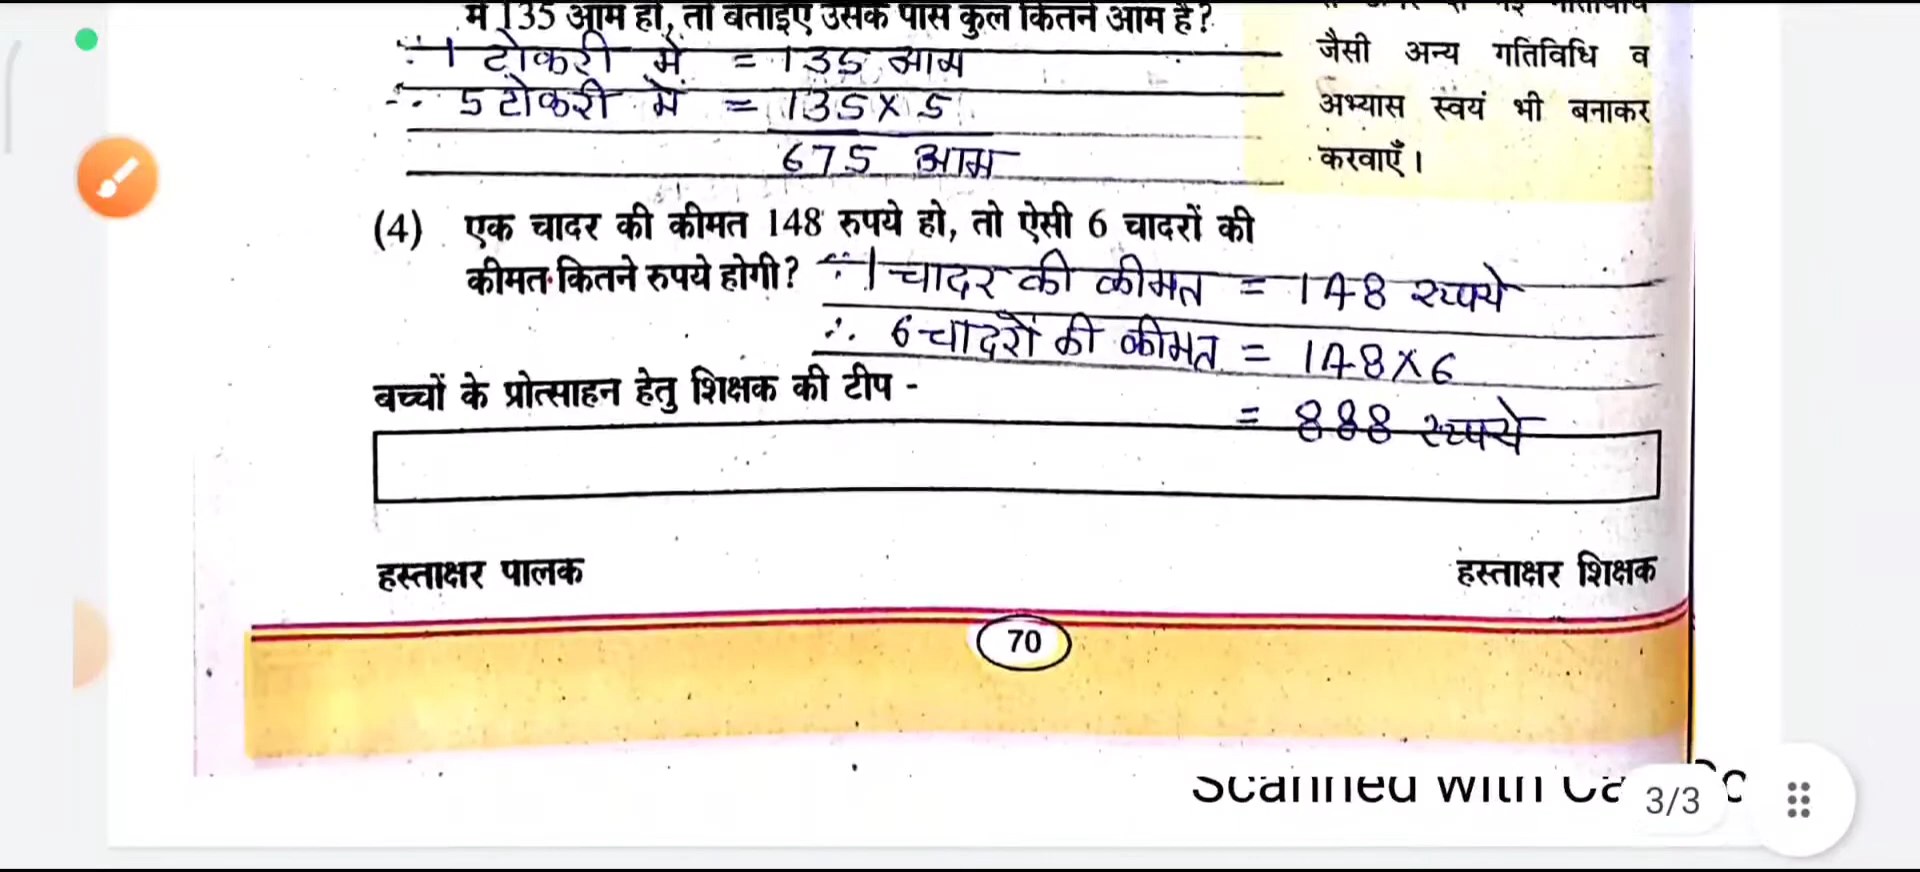 में 135 आम हो, तो बताइए उसके पास कुल कितने आम है?
∵ 1 टोकरी में = 135 आम
∴ 5 टोकरी में = 135 × 5
675 आम
जैसी अन्य गतिविधि व
अभ्यास स्वयं भी बनाकर
करवाएँ।
(4) एक चादर की कीमत 148 रुपये हो, तो ऐसी 6 चादरों की
कीमत कितने रुपये होगी? ∵ 1 चादर की कीमत = 148 रुपये
∴ 6 चादरों की कीमत = 148 × 6
= 888 रुपये
बच्चों के प्रोत्साहन हेतु शिक्षक की टीप -
हस्ताक्षर पालक
हस्ताक्षर शिक्षक
70
Scanned with Ca
3/3